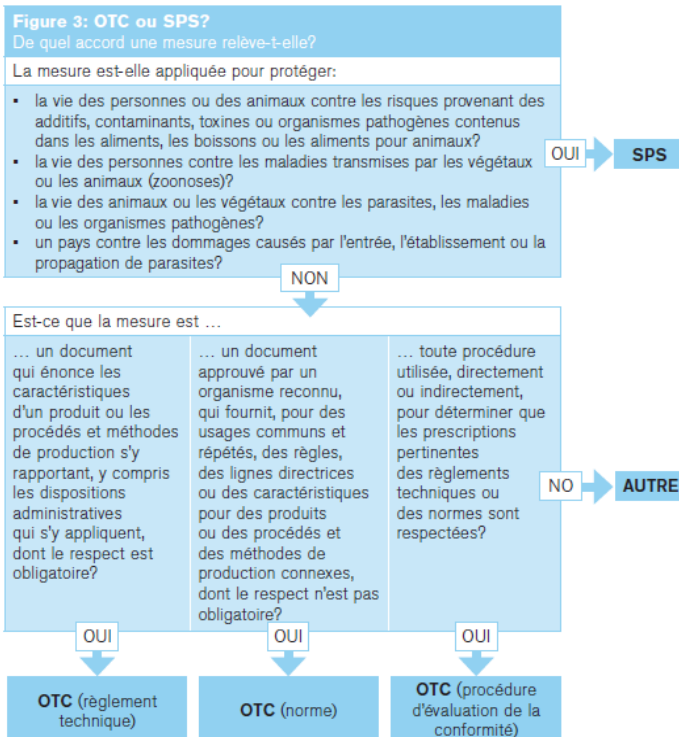 Figure 3: OTC ou SPS?
De quel accord une mesure relève-t-elle?
La mesure est-elle appliquée pour protéger:
▪ la vie des personnes ou des animaux contre les risques provenant des
additifs, contaminants, toxines ou organismes pathogènes contenus
dans les aliments, les boissons ou les aliments pour animaux?
▪ la vie des personnes contre les maladies transmises par les végétaux
ou les animaux (zoonoses)?
▪ la vie des animaux ou les végétaux contre les parasites, les maladies
ou les organismes pathogènes?
▪ un pays contre les dommages causés par l'entrée, l'établissement ou la
propagation de parasites?
OUI
SPS
NON
Est-ce que la mesure est …
… un document
qui énonce les
caractéristiques
d'un produit ou les
procédés et méthodes
de production s'y
rapportant, y compris
les dispositions
administratives
qui s'y appliquent,
dont le respect est
obligatoire?
… un document
approuvé par un
organisme reconnu,
qui fournit, pour des
usages communs et
répétés, des règles,
des lignes directrices
ou des caractéristiques
pour des produits
ou des procédés et
des méthodes de
production connexes,
dont le respect n'est pas
obligatoire?
… toute procédure
utilisée, directement
ou indirectement,
pour déterminer que
les prescriptions
pertinentes
des règlements
techniques ou
des normes sont
respectées?
NO
AUTRE
OUI
OUI
OUI
OTC (règlement
technique)
OTC (norme)
OTC (procédure
d'évaluation de la
conformité)